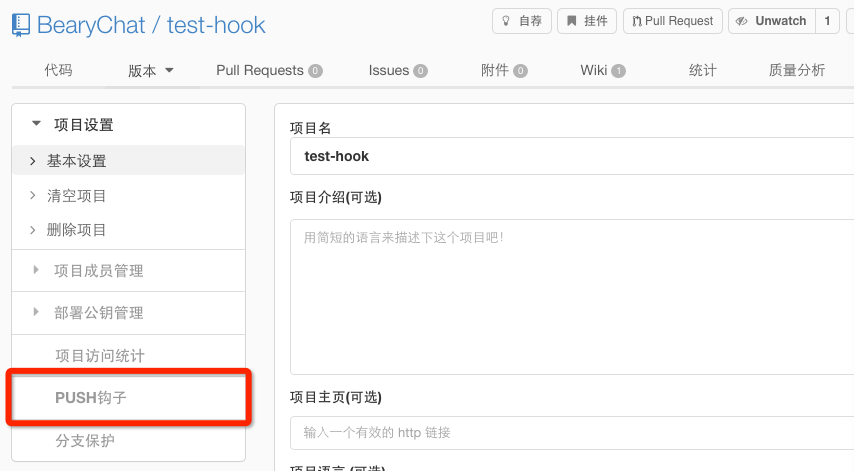 BearyChat / test-hook
自荐 挂件 Pull Request Unwatch 1
代码 版本 Pull Requests 0 Issues 0 附件 0 Wiki 1 统计 质量分析
项目设置
基本设置
清空项目
删除项目
项目成员管理
部署公钥管理
项目访问统计
PUSH钩子
分支保护
项目名
test-hook
项目介绍(可选)
用简短的语言来描述下这个项目吧!
项目主页(可选)
输入一个有效的 http 链接
项目语言 (可选)